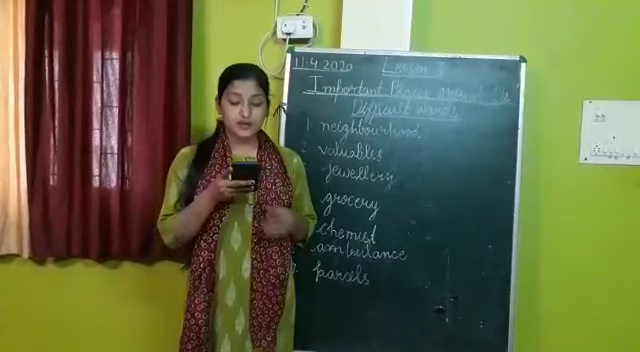 11.4.2020 Lesson 3
Important Places around Us
Difficult words
1. neighbourhood
2. valuables
jewellery
grocery
chemist
ambulance
7. parcels